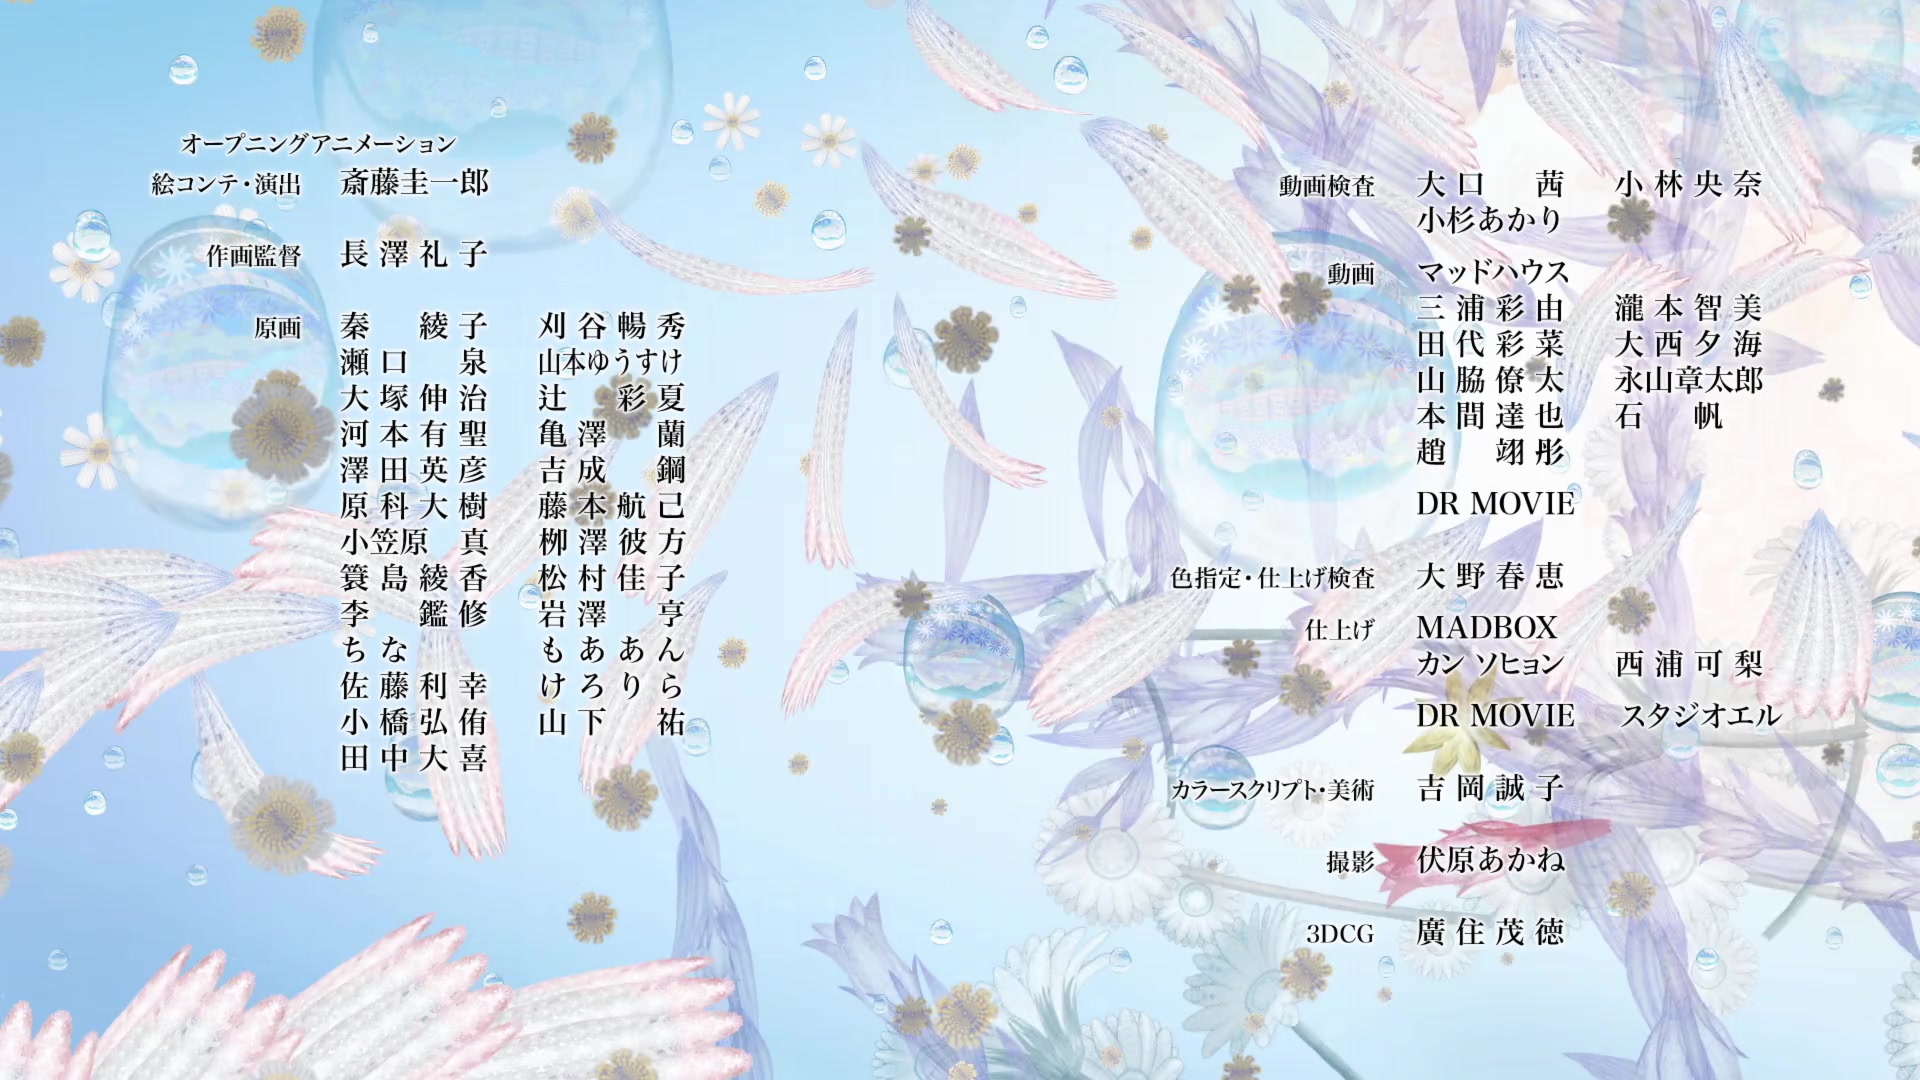 オープニングアニメーション
絵コンテ・演出 斎藤圭一郎
作画監督 長澤礼子
原画 秦 綾子 刈谷暢秀
瀬口 泉 山本ゆうすけ
大塚伸治 辻 彩夏
河本有聖 亀澤 蘭
澤田英彦 吉成 鋼
原科大樹 藤本航己
小笠原 真 栁澤彼方
簑島綾香 松村佳子
李 鑑修 岩澤 亨
ちな もああん
佐藤利幸 けろりら
小橋弘侑 山下 祐
田中大喜
動画検査 大口 茜 小林央奈
小杉あかり
動画 マッドハウス
三浦彩由 瀧本智美
田代彩菜 大西夕海
山脇僚太 永山章太郎
本間達也 石 帆
趙 翊彤
DR MOVIE
色指定・仕上げ検査 大野春恵
仕上げ MADBOX
カン ソヒョン 西浦可梨
DR MOVIE スタジオエル
カラースクリプト・美術 吉岡誠子
撮影 伏原あかね
3DCG 廣住茂徳